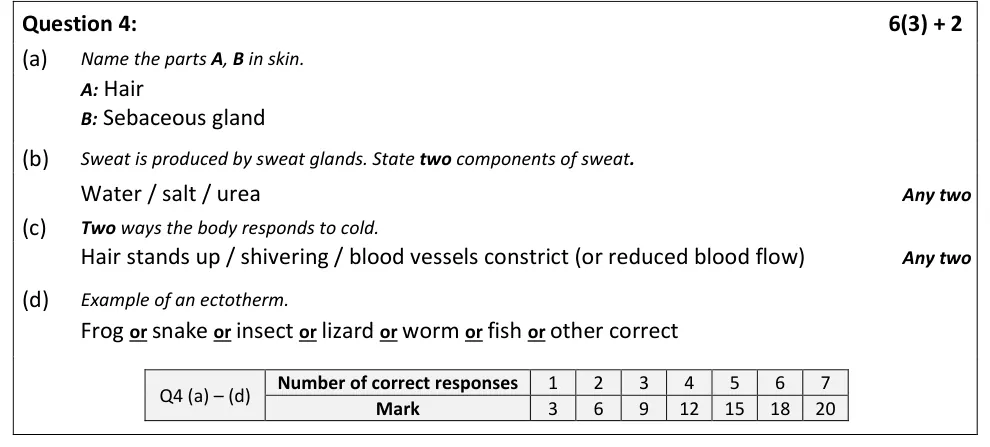 Question 4: 6(3) + 2
(a) Name the parts A, B in skin.
A: Hair
B: Sebaceous gland
(b) Sweat is produced by sweat glands. State two components of sweat.
Water / salt / urea Any two
(c) Two ways the body responds to cold.
Hair stands up / shivering / blood vessels constrict (or reduced blood flow) Any two
(d) Example of an ectotherm.
Frog or snake or insect or lizard or worm or fish or other correct
Q4 (a) – (d) Number of correct responses 1 2 3 4 5 6 7
Mark 3 6 9 12 15 18 20